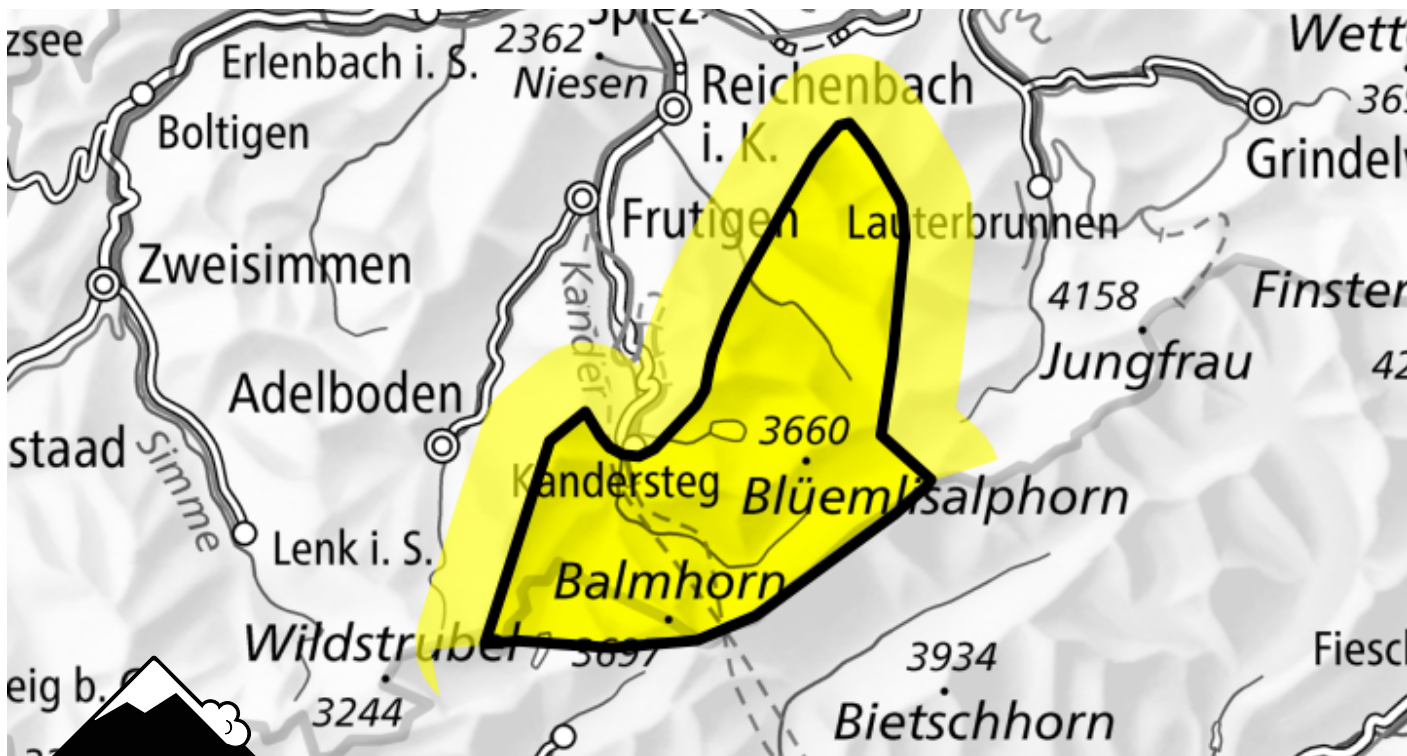 Spiez
zsee
Erlenbach i. S.
2362
Niesen
Reichenbach
i. K.
Boltigen
Frutigen
Lauterbrunnen
Zweisimmen
Kander
4158
Jungfrau
Adelboden
3660
staad
Simme
Kandersteg
Blüemlisalphorn
Lenk i. S.
Balmhorn
Wildstrubel
3697
3934
3244
Bietschhorn
eig b.
Wett
Grindel
Finster
42
Fiesch